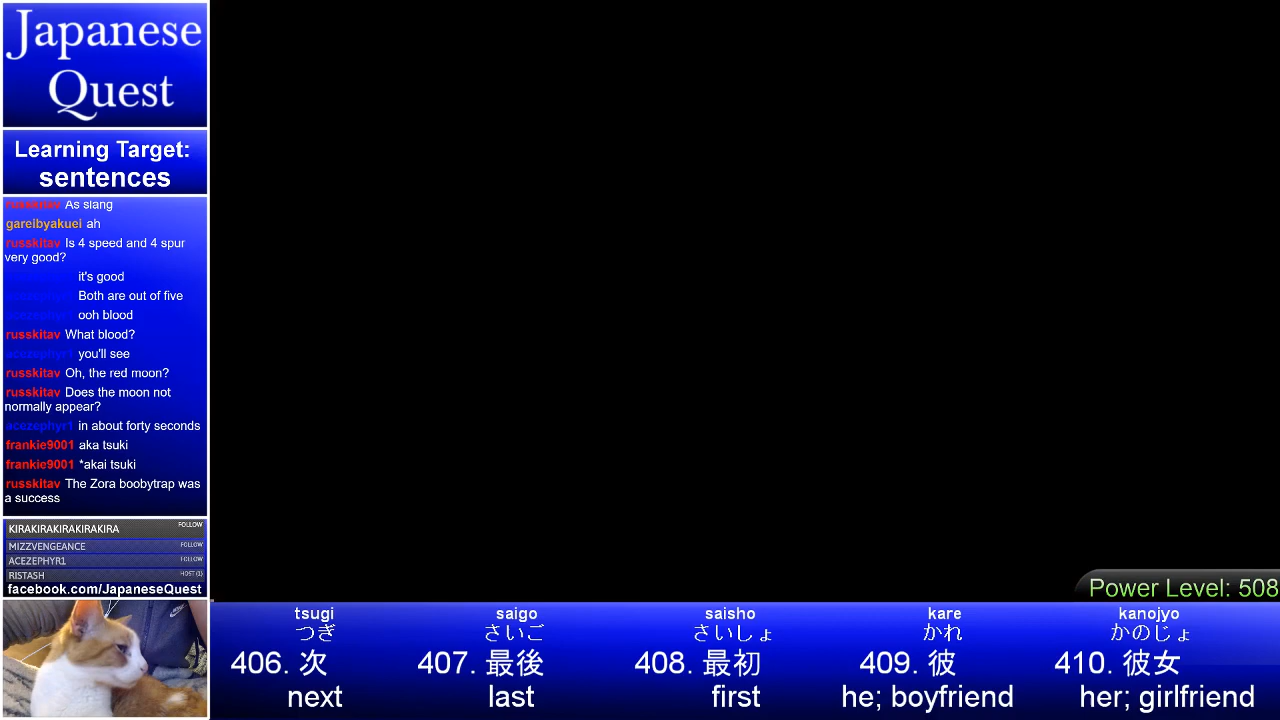 Japanese
Quest
Learning Target:
sentences
russkitav As slang
gareibyakuei ah
russkitav Is 4 speed and 4 spur
very good?
it's good
Both are out of five
acezephyr1 ooh blood
russkitav What blood?
acezephyr1 you'll see
russkitav Oh, the red moon?
russkitav Does the moon not
normally appear?
acezephyr1 in about forty seconds
frankie9001 aka tsuki
frankie9001 *akai tsuki
russkitav The Zora boobytrap was
a success
KIRAKIRAKIRAKIRAKIRA FOLLOW
MIZZVENGEANCE FOLLOW
ACEZEPHYR1 FOLLOW
RISTASH HOST (1)
facebook.com/JapaneseQuest
Power Level: 508
tsugi
つぎ
406. 次
next
saigo
さいご
407. 最後
last
saisho
さいしょ
408. 最初
first
kare
かれ
409. 彼
he; boyfriend
kanojyo
かのじょ
410. 彼女
her; girlfriend